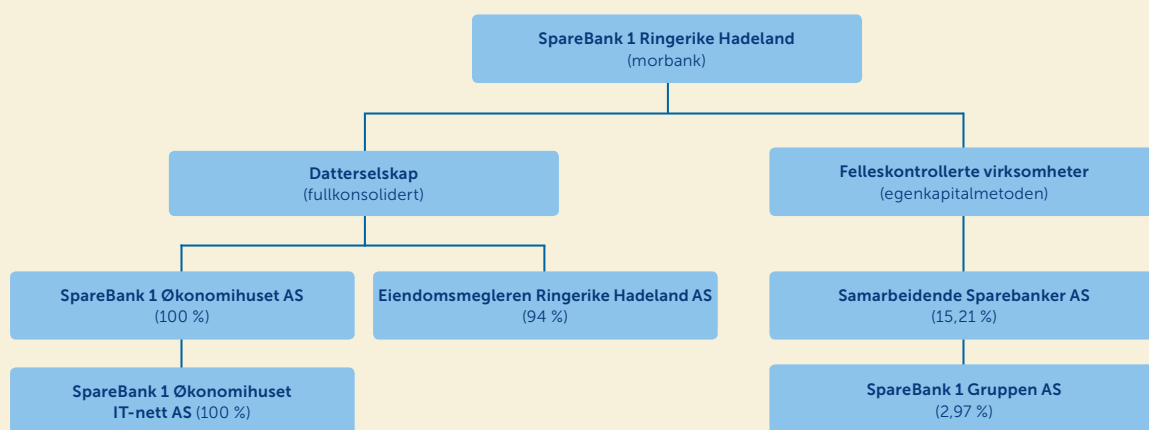 SpareBank 1 Ringerike Hadeland
(morbank)
Datterselskap
(fullkonsolidert)
Felleskontrollerte virksomheter
(egenkapitalmetoden)
SpareBank 1 Økonomihuset AS
(100 %)
Eiendomsmegleren Ringerike Hadeland AS
(94 %)
Samarbeidende Sparebanker AS
(15,21 %)
SpareBank 1 Økonomihuset
IT-nett AS (100 %)
SpareBank 1 Gruppen AS
(2,97 %)